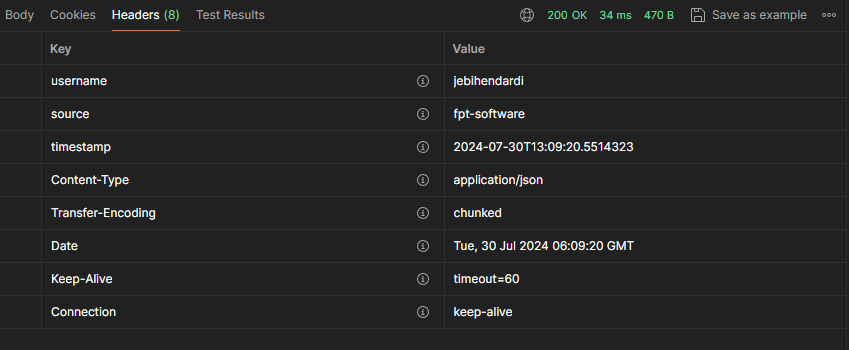 Body Cookies Headers (8) Test Results 200 OK 34 ms 470 B Save as example
Key Value
username jebihendardi
source fpt-software
timestamp 2024-07-30T13:09:20.5514323
Content-Type application/json
Transfer-Encoding chunked
Date Tue, 30 Jul 2024 06:09:20 GMT
Keep-Alive timeout=60
Connection keep-alive